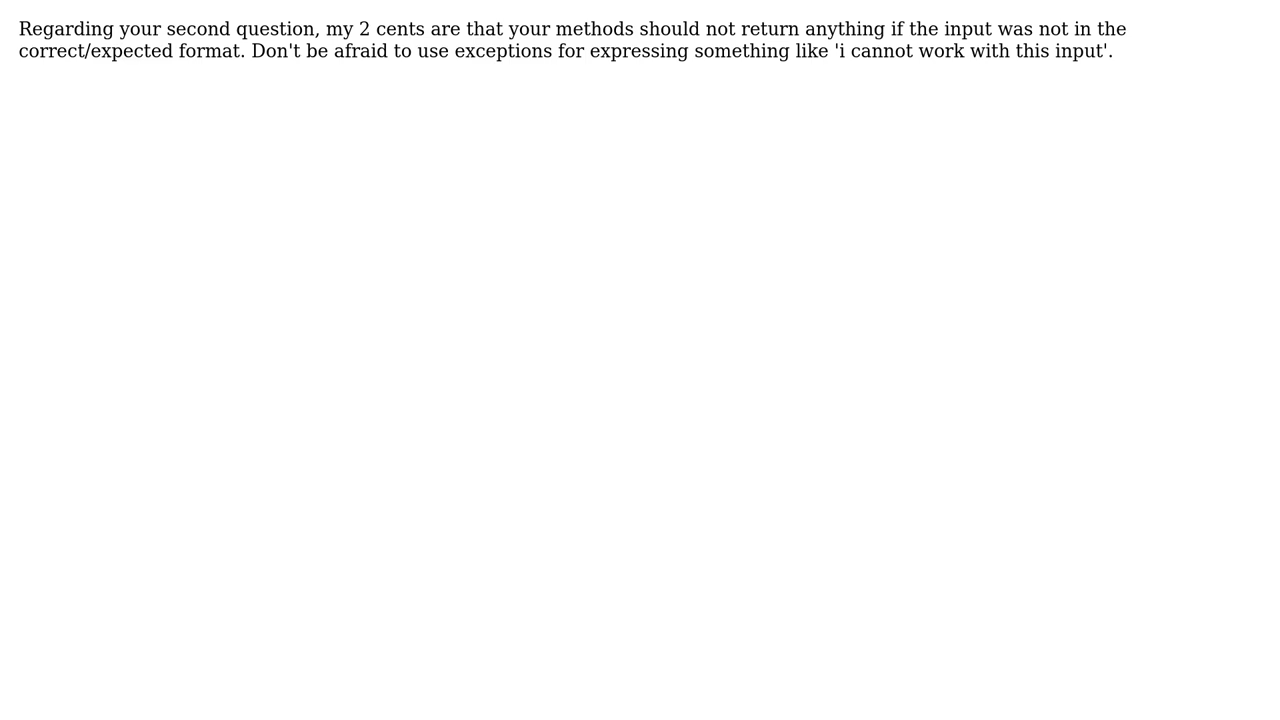 Regarding your second question, my 2 cents are that your methods should not return anything if the input was not in the
correct/expected format. Don't be afraid to use exceptions for expressing something like 'i cannot work with this input'.